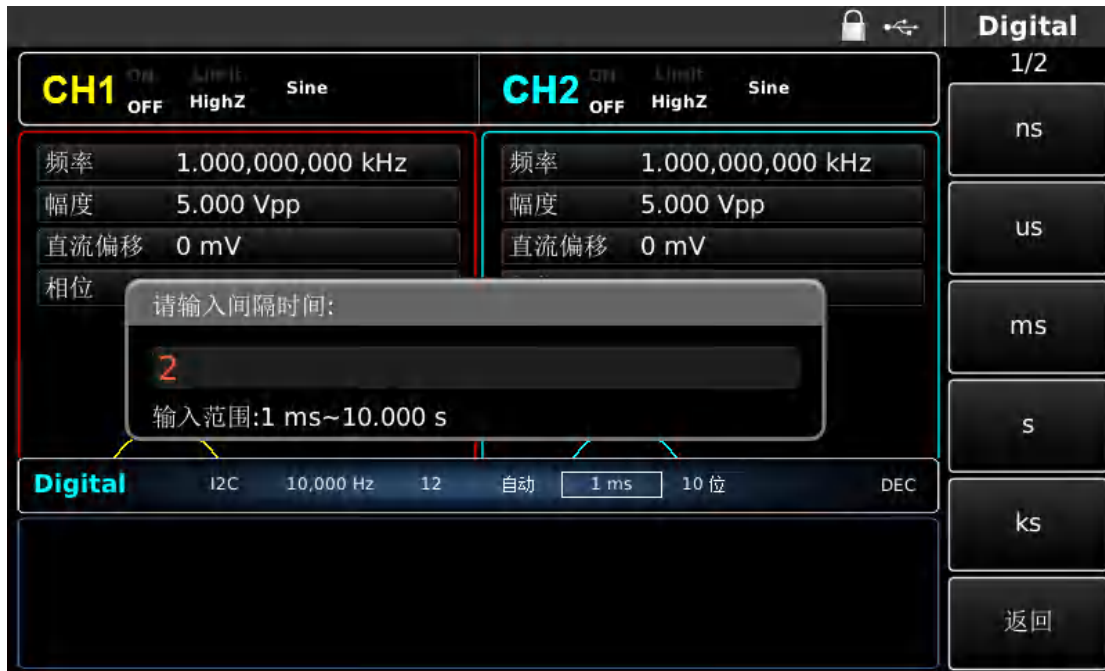 Digital
1/2
CH1 ON Limit Sine
OFF HighZ
CH2 ON Limit Sine
OFF HighZ
频率 1.000,000,000 kHz
幅度 5.000 Vpp
直流偏移 0 mV
相位
频率 1.000,000,000 kHz
幅度 5.000 Vpp
直流偏移 0 mV
请输入间隔时间:
2
输入范围:1 ms~10.000 s
Digital I2C 10,000 Hz 12 自动 1 ms 10 位 DEC
ns
us
ms
s
ks
返回